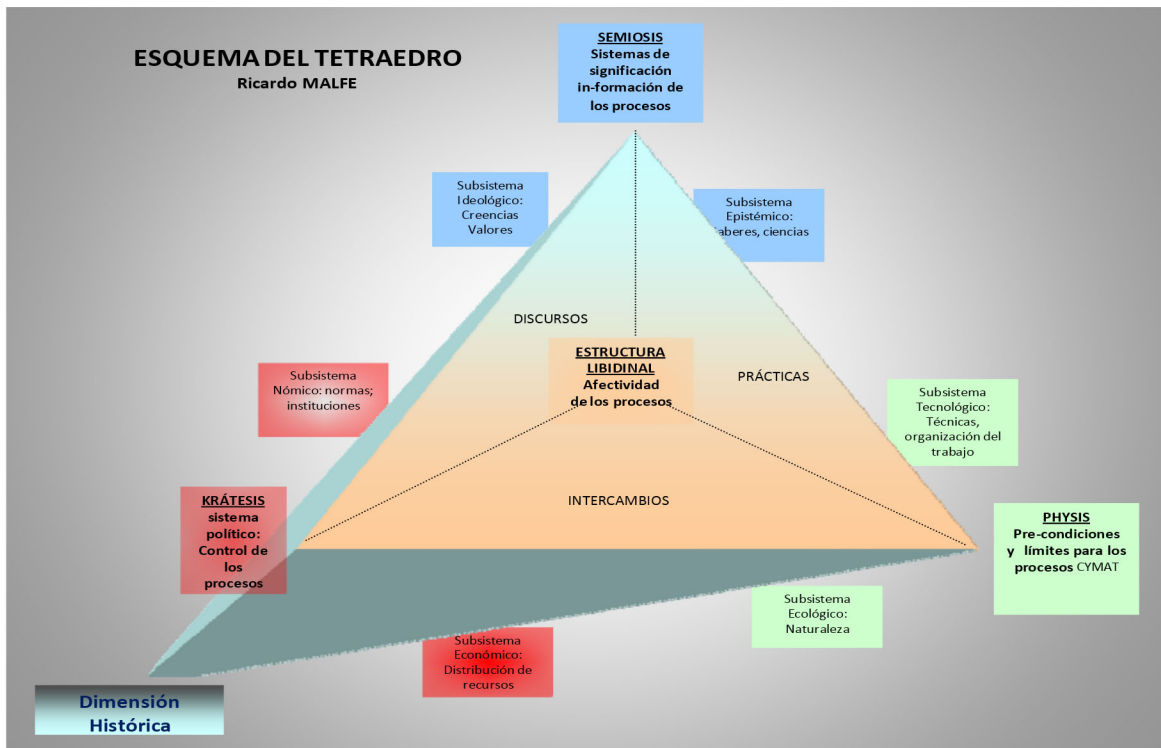 ESQUEMA DEL TETRAEDRO
Ricardo MALFE
SEMIOSIS
Sistemas de
significación
in-formación de
los procesos
Subsistema
Ideológico:
Creencias
Valores
Subsistema
Epistémico:
aberes, ciencias
DISCURSOS
ESTRUCTURA
LIBIDINAL
Afectividad
de los procesos
PRÁCTICAS
Subsistema
Nómico: normas;
instituciones
Subsistema
Tecnológico:
Técnicas,
organización del
trabajo
INTERCAMBIOS
KRÁTESIS
sistema
político:
Control de
los
procesos
PHYSIS
Pre-condiciones
y límites para los
procesos CYMAT
Subsistema
Ecológico:
Naturaleza
Subsistema
Económico:
Distribución de
recursos
Dimensión
Histórica